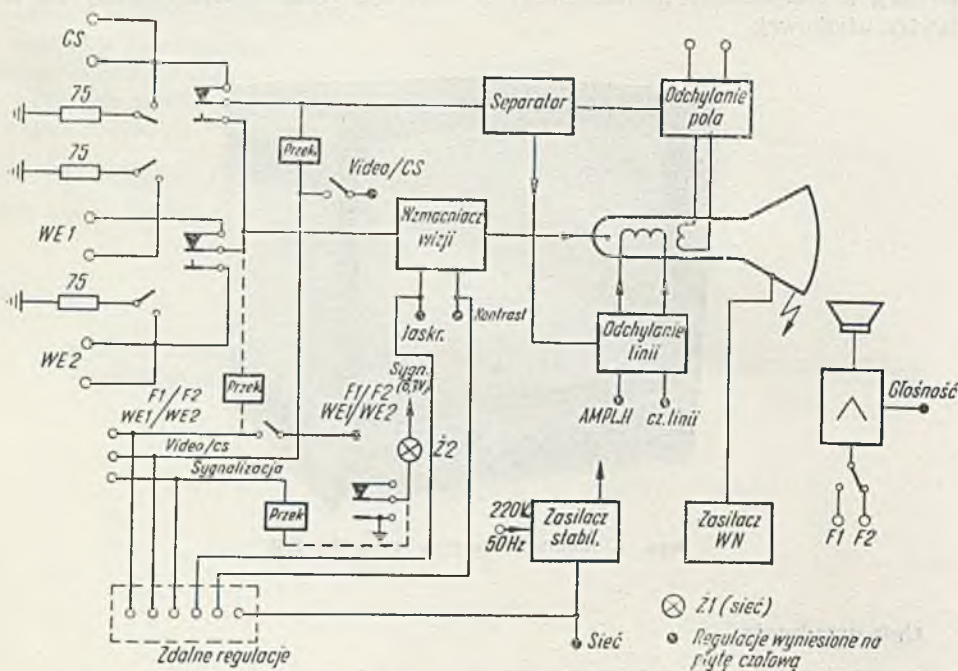 CS
75
75
WE1
75
WE2
Przek.
Video/CS
Separator
Odchylanie
pola
Wzmacniacz
wizji
Jaskr.
Kontrast
Odchylanie
linii
AMPL.H
cz. linii
Głośność
F1
F2
F1/F2
WE1/WE2
Przek
Sygn.
(6,3V)
F1/F2
WE1/WE2
Ż2
Video/cs
Sygnalizacja
Przek
220V
50Hz
Zasilacz
stabil.
Zasilacz
WN
Zdalne regulacje
Sieć
Ż1 (sieć)
Regulacje wyniesione na
płytę czołową